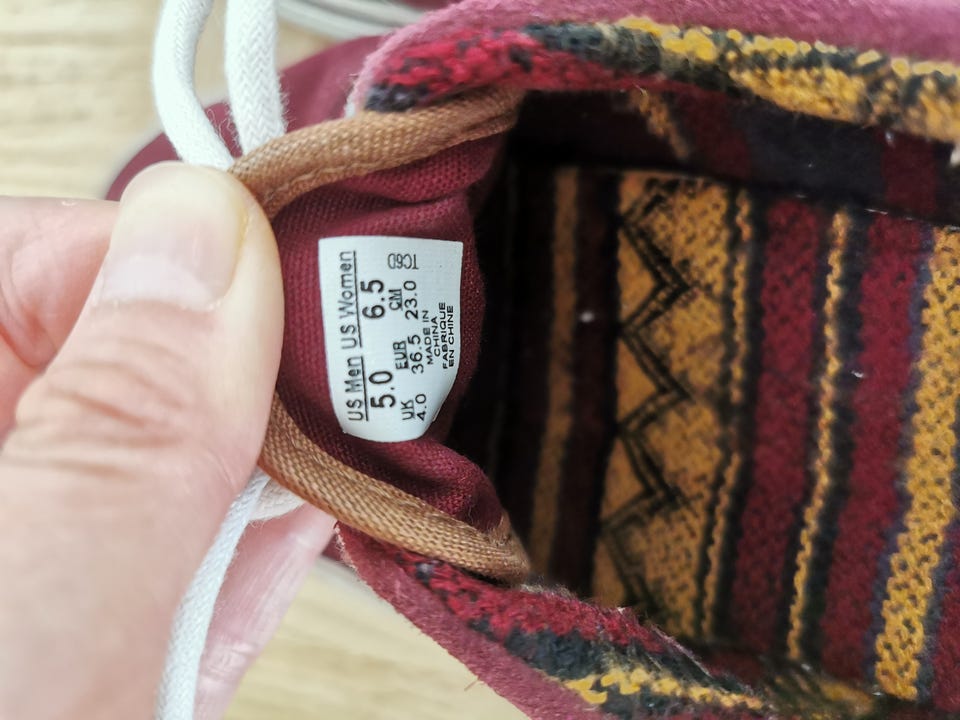 US Men US Women
5.0 6.5
UK EUR CM
4.0 36.5 23.0
MADE IN
CHINA
FABRIQUE
EN CHINE
TC6D